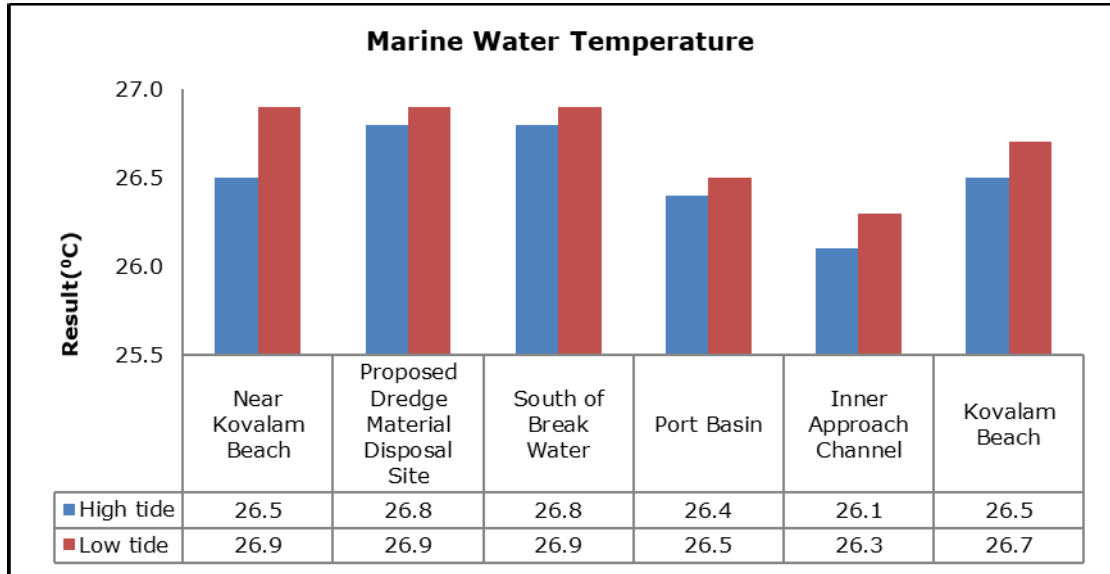 Marine Water Temperature
Result(⁰C)
27.0
26.5
26.0
25.5
Near
Kovalam
Beach
Proposed
Dredge
Material
Disposal
Site
South of
Break
Water
Port Basin
Inner
Approach
Channel
Kovalam
Beach
High tide 26.5 26.8 26.8 26.4 26.1 26.5
Low tide 26.9 26.9 26.9 26.5 26.3 26.7